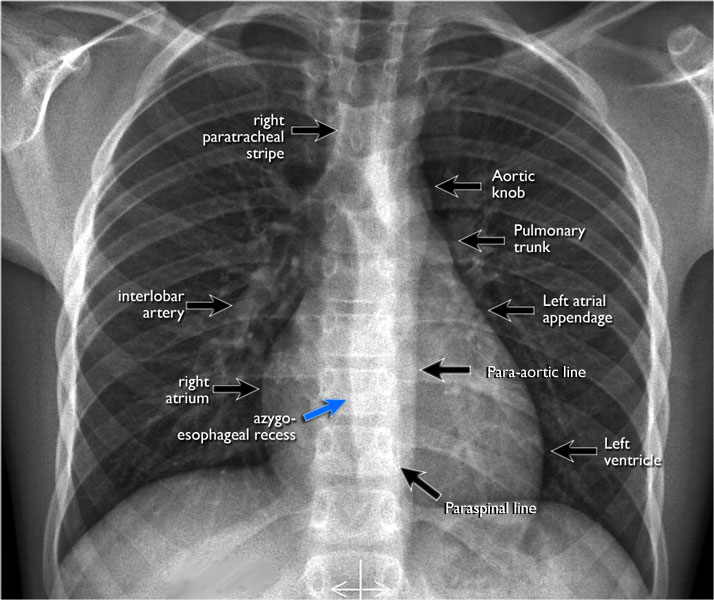 right
paratracheal
stripe
Aortic
knob
Pulmonary
trunk
interlobar
artery
Left atrial
appendage
Para-aortic line
right
atrium
azygo-
esophageal recess
Left
ventricle
Paraspinal line